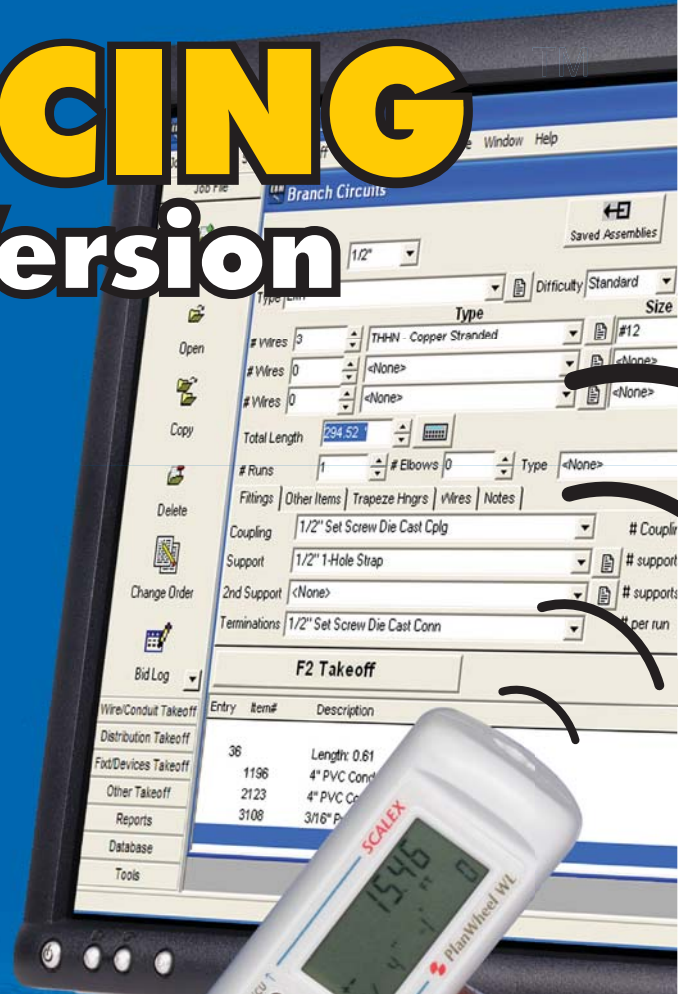 CING
TM
ersion
Window Help
Job File
Branch Circuits
Saved Assemblies
1/2"
Type
Difficulty Standard
Type Size
Open
# Wires 3 THHN - Copper Stranded #12
# Wires 0 <None> <None>
# Wires 0 <None> <None>
Copy
Total Length 294.52 '
# Runs 1 # Elbows 0 Type <None>
Delete
Fittings Other Items Trapeze Hngrs Wires Notes
Coupling 1/2" Set Screw Die Cast Cplg # Couplin
Support 1/2" 1-Hole Strap # support
Change Order
2nd Support <None> # supports
Terminations 1/2" Set Screw Die Cast Conn # per run
Bid Log
F2 Takeoff
Wire/Conduit Takeoff
Distribution Takeoff
Fixt/Devices Takeoff
Other Takeoff
Reports
Database
Tools
Entry Item# Description
36 Length: 0.61
1196 4" PVC Cond
2123 4" PVC Co
3108 3/16" P
SCALEX
15.46 0
FT
PlanWheel WL